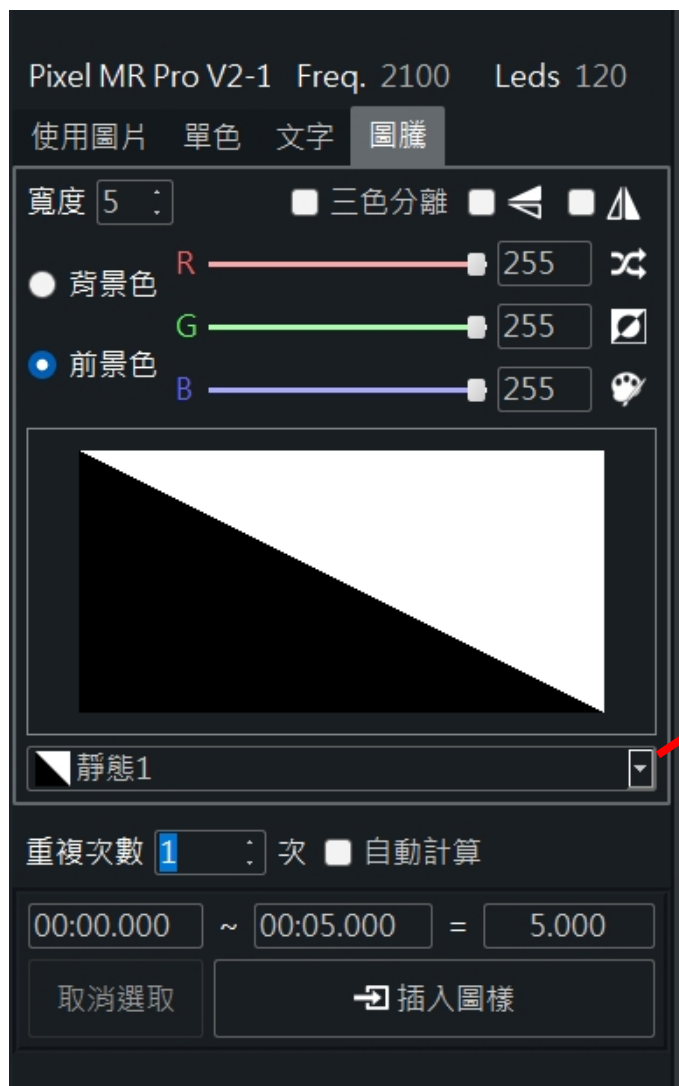 Pixel MR Pro V2-1 Freq. 2100 Leds 120
使用圖片 單色 文字 圖騰
寬度 5 三色分離
背景色
R 255
G 255
前景色
B 255
靜態1
重複次數 1 次 自動計算
00:00.000 ~ 00:05.000 = 5.000
取消選取 插入圖樣